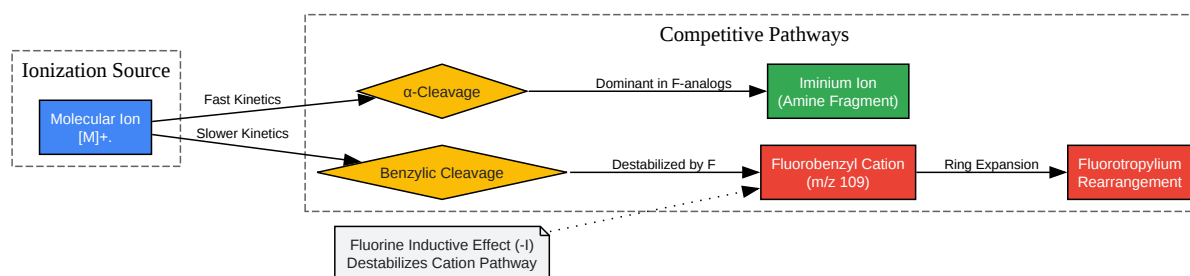 Competitive Pathways
Ionization Source
Molecular Ion
[M]+.
Fast Kinetics
Slower Kinetics
α-Cleavage
Dominant in F-analogs
Iminium Ion
(Amine Fragment)
Benzylic Cleavage
Destabilized by F
Fluorobenzyl Cation
(m/z 109)
Ring Expansion
Fluorotropylium
Rearrangement
Fluorine Inductive Effect (-I)
Destabilizes Cation Pathway